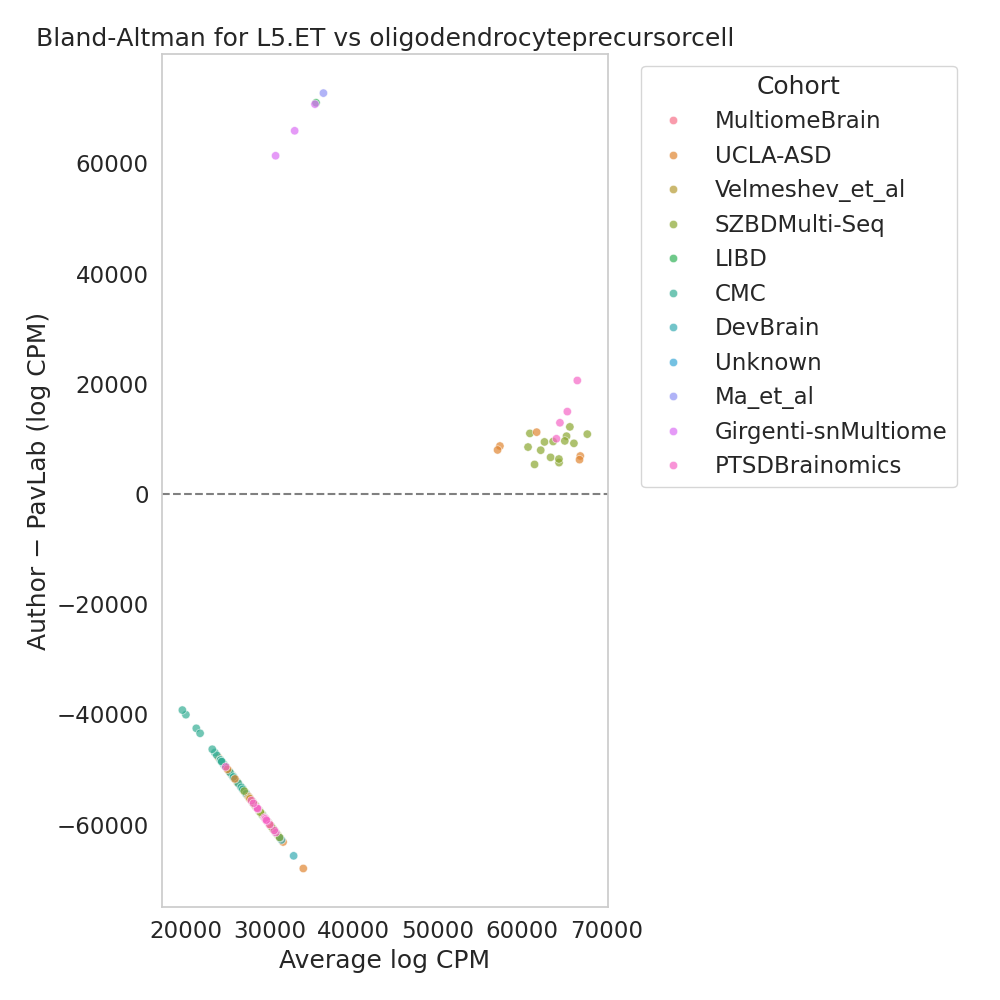 Bland-Altman for L5.ET vs oligodendrocyteprecursorcell
Cohort
MultiomeBrain
UCLA-ASD
Velmeshev_et_al
SZBDMulti-Seq
LIBD
CMC
DevBrain
Unknown
Ma_et_al
Girgenti-snMultiome
PTSDBrainomics
Author − PavLab (log CPM)
60000
40000
20000
0
−20000
−40000
−60000
20000 30000 40000 50000 60000 70000
Average log CPM